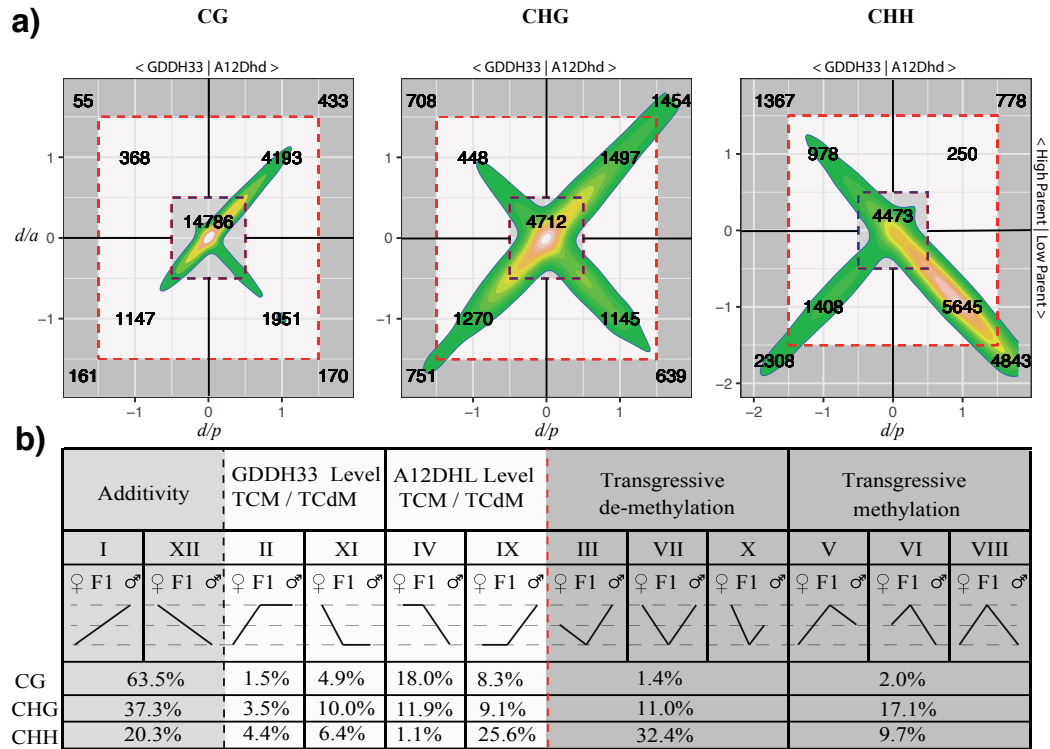 a)
CG CHG CHH
< GDDH33 | A12Dhd > < GDDH33 | A12Dhd > < GDDH33 | A12Dhd >
55 433 708 1454 1367 778
368 4193 448 1497 978 250
14786 4712 4473
1147 1951 1270 1145 1408 5645
161 170 751 639 2308 4843
1 0 −1
1 0 −1
1 0 −1 −2
d/a
< High Parent | Low Parent >
−1 0 1 −1 0 1 −2 −1 0 1
d/p d/p d/p
b)
Additivity
GDDH33 Level
TCM / TCdM
A12DHL Level
TCM / TCdM
Transgressive
de-methylation
Transgressive
methylation
I XII II XI IV IX III VII X V VI VIII
♀ F1 ♂ ♀ F1 ♂ ♀ F1 ♂ ♀ F1 ♂ ♀ F1 ♂ ♀ F1 ♂ ♀ F1 ♂ ♀ F1 ♂ ♀ F1 ♂ ♀ F1 ♂ ♀ F1 ♂ ♀ F1 ♂
CG 63.5% 1.5% 4.9% 18.0% 8.3% 1.4% 2.0%
CHG 37.3% 3.5% 10.0% 11.9% 9.1% 11.0% 17.1%
CHH 20.3% 4.4% 6.4% 1.1% 25.6% 32.4% 9.7%